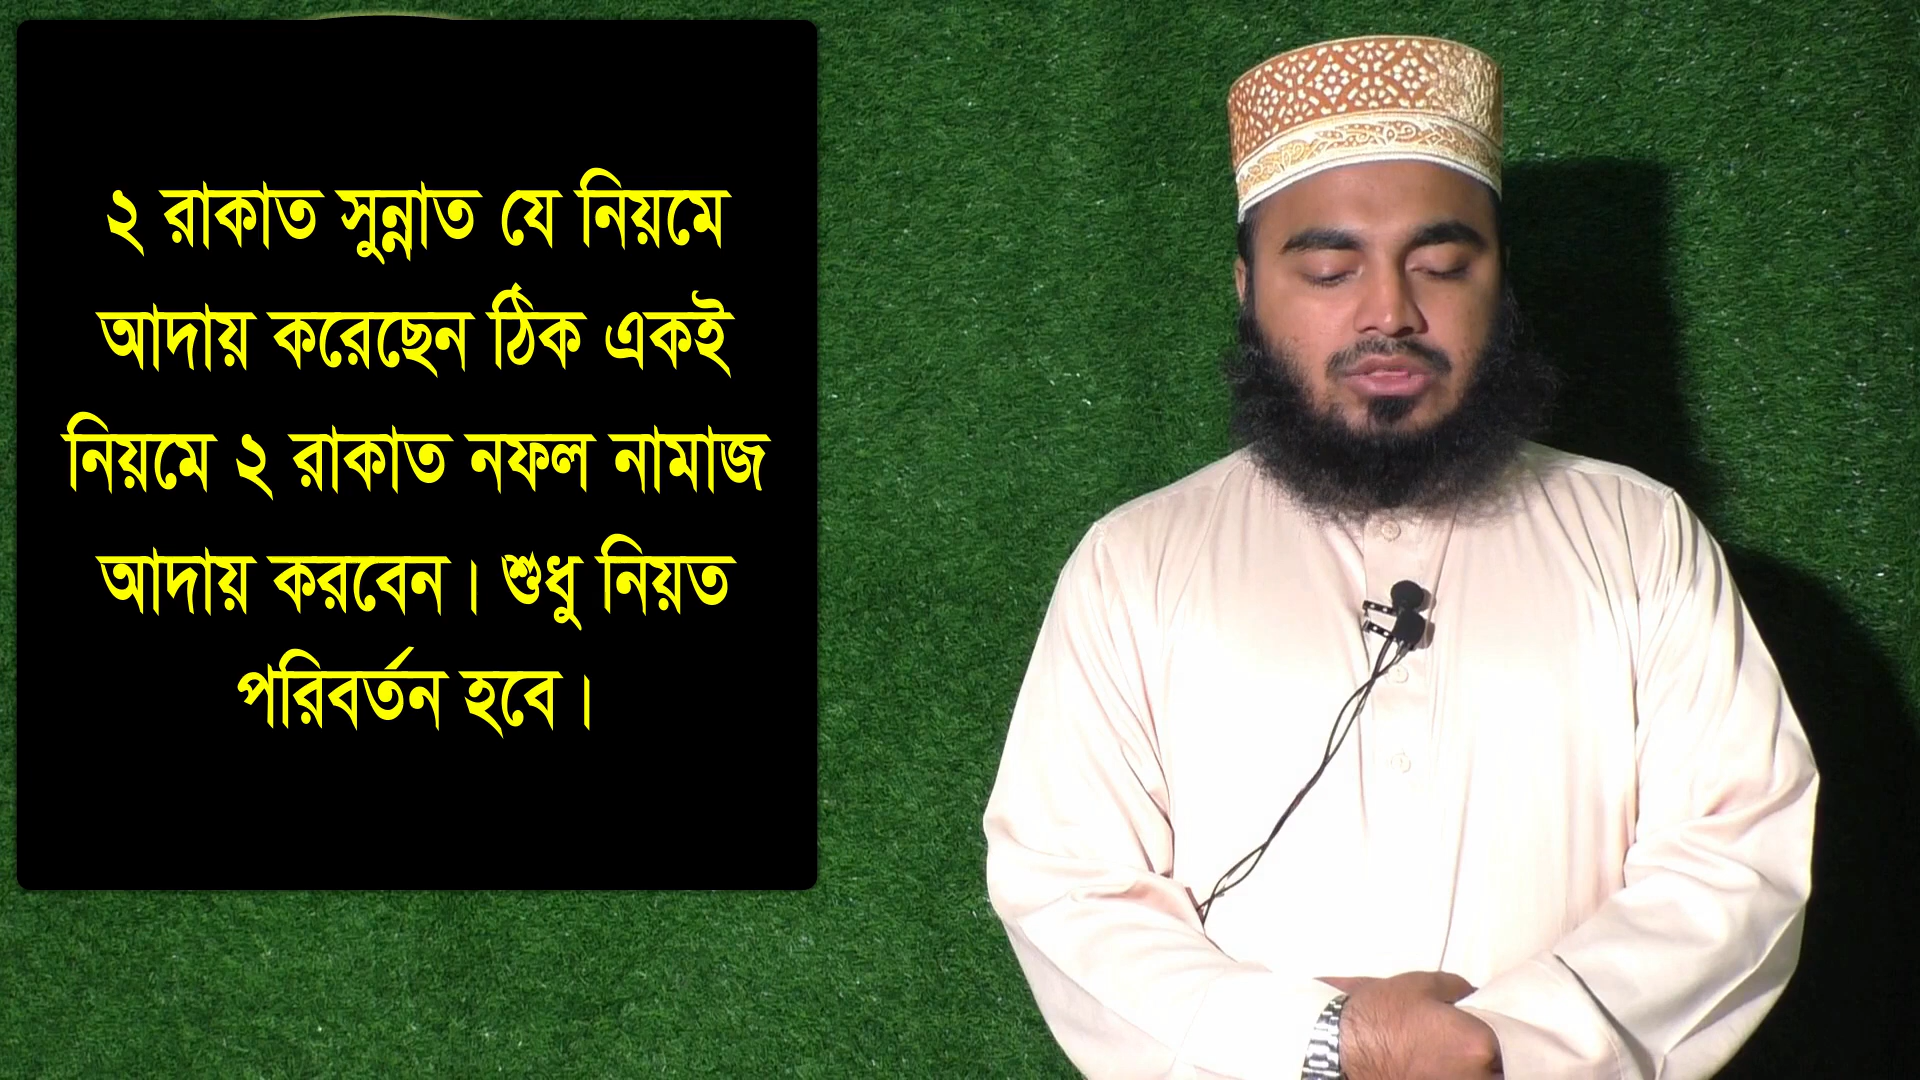 ২ রাকাত সুন্নাত যে নিয়মে
আদায় করেছেন ঠিক একই
নিয়মে ২ রাকাত নফল নামাজ
আদায় করবেন। শুধু নিয়ত
পরিবর্তন হবে।